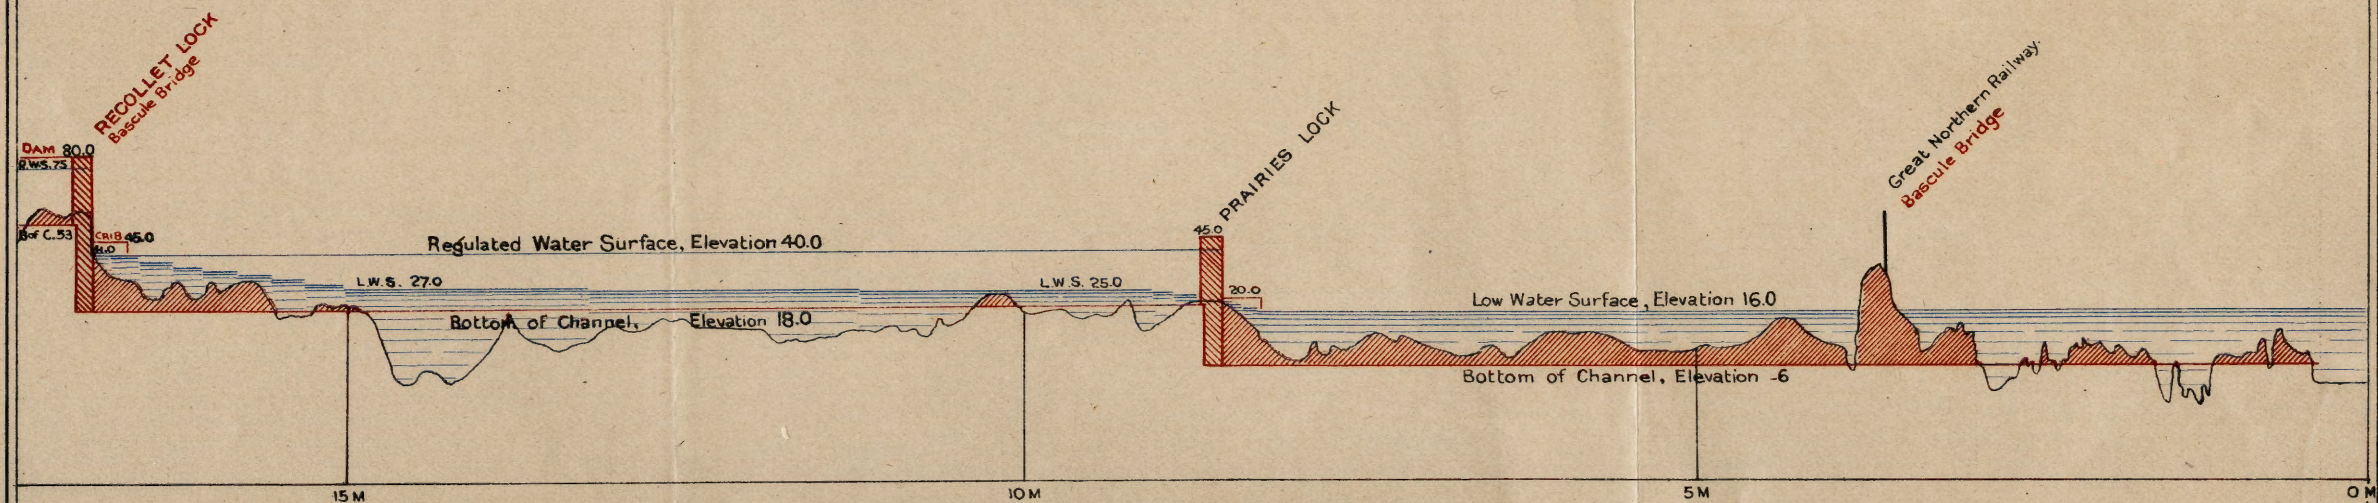 RECOLLET LOCK
Bascule Bridge
DAM 80.0
R.W.S. 75
B of C. 53
CRIB 45.0
41.0
Regulated Water Surface, Elevation 40.0
L.W.S. 27.0
Bottom of Channel, Elevation 18.0
L.W.S. 25.0
PRAIRIES LOCK
45.0
20.0
Low Water Surface, Elevation 16.0
Bottom of Channel, Elevation -6
Great Northern Railway.
Bascule Bridge
15 M
10 M
5 M
0 M